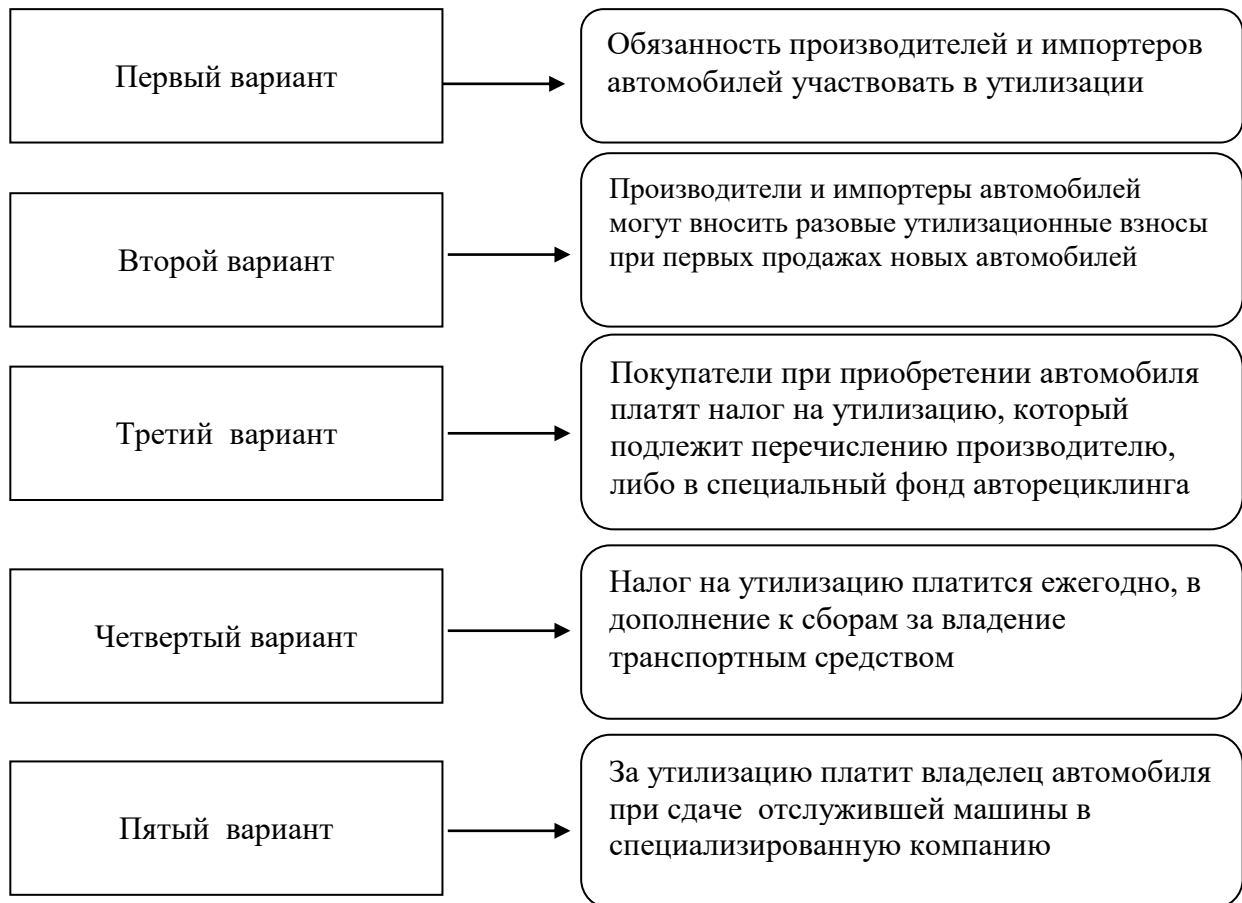 Первый вариант
Обязанность производителей и импортеров
автомобилей участвовать в утилизации
Второй вариант
Производители и импортеры автомобилей
могут вносить разовые утилизационные взносы
при первых продажах новых автомобилей
Третий  вариант
Покупатели при приобретении автомобиля
платят налог на утилизацию, который
подлежит перечислению производителю,
либо в специальный фонд авторециклинга
Четвертый вариант
Налог на утилизацию платится ежегодно, в
дополнение к сборам за владение
транспортным средством
Пятый  вариант
За утилизацию платит владелец автомобиля
при сдаче  отслужившей машины в
специализированную компанию